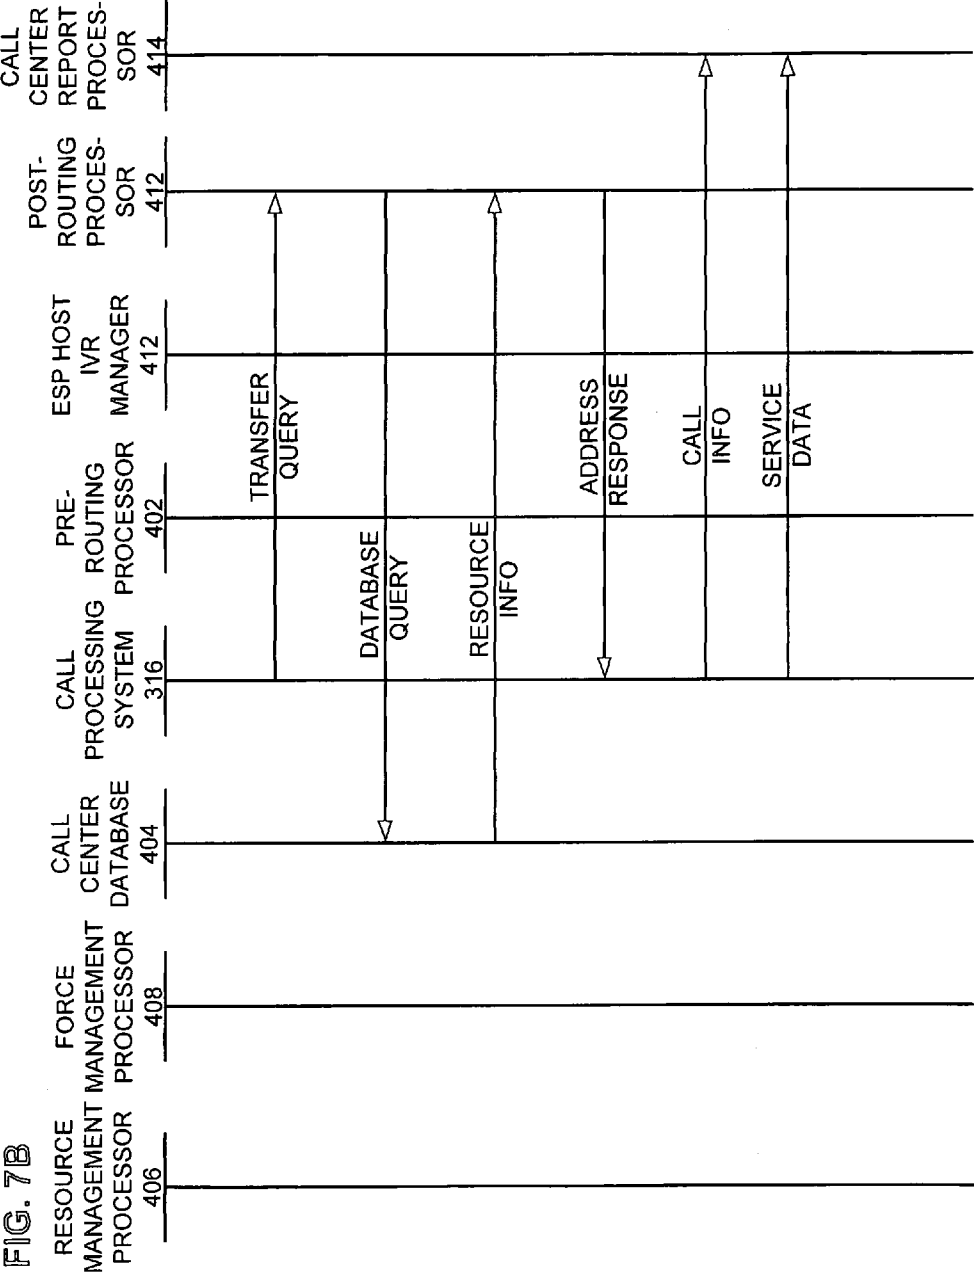 FIG. 7B
RESOURCE
MANAGEMENT
PROCESSOR
406
FORCE
MANAGEMENT
PROCESSOR
408
CALL
CENTER
DATABASE
404
CALL
PROCESSING
SYSTEM
316
PRE-
ROUTING
PROCESSOR
402
ESP HOST
IVR
MANAGER
412
POST-
ROUTING
PROCES-
SOR
412
CALL
CENTER
REPORT
PROCES-
SOR
414
TRANSFER
QUERY
DATABASE
QUERY
RESOURCE
INFO
ADDRESS
RESPONSE
CALL
INFO
SERVICE
DATA